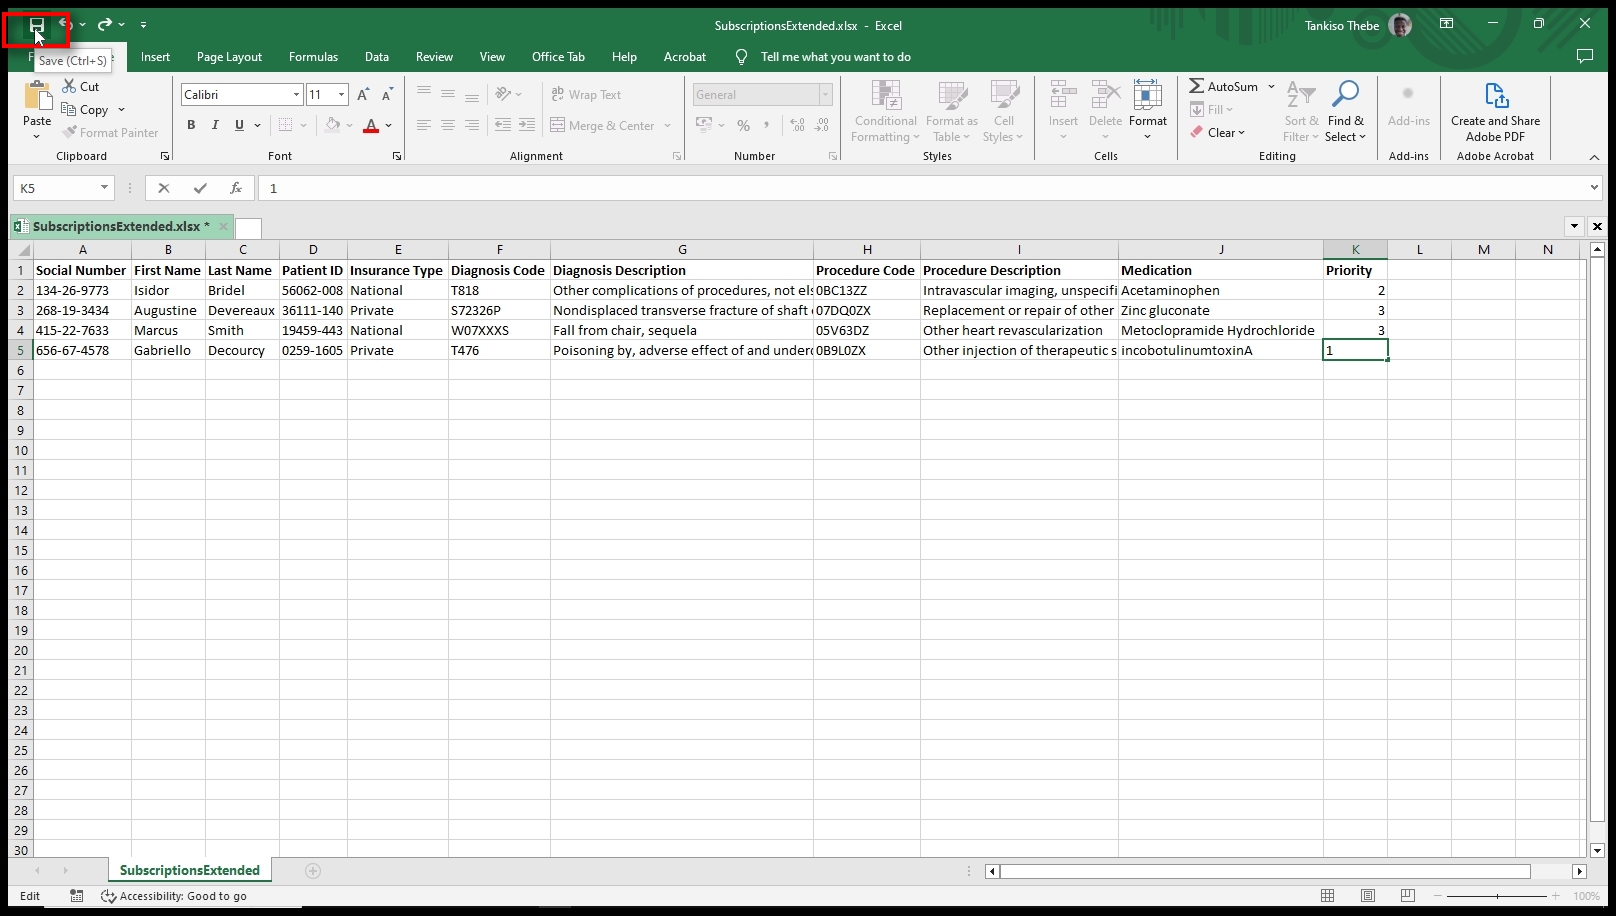 SubscriptionsExtended.xlsx - Excel
Tankiso Thebe
Save (Ctrl+S)
Insert
Page Layout
Formulas
Data
Review
View
Office Tab
Help
Acrobat
Tell me what you want to do
Paste
Cut
Copy
Format Painter
Clipboard
Calibri
11
B I U
Font
Wrap Text
Merge & Center
Alignment
General
%
Number
Conditional Formatting
Format as Table
Cell Styles
Styles
Insert
Delete
Format
Cells
AutoSum
Fill
Clear
Sort & Filter
Find & Select
Editing
Add-ins
Add-ins
Create and Share Adobe PDF
Adobe Acrobat
K5
fx
1
SubscriptionsExtended.xlsx *
A B C D E F G H I J K L M N
1 Social Number First Name Last Name Patient ID Insurance Type Diagnosis Code Diagnosis Description Procedure Code Procedure Description Medication Priority
2 134-26-9773 Isidor Bridel 56062-008 National T818 Other complications of procedures, not els 0BC13ZZ Intravascular imaging, unspecifi Acetaminophen 2
3 268-19-3434 Augustine Devereaux 36111-140 Private S72326P Nondisplaced transverse fracture of shaft 07DQ0ZX Replacement or repair of other Zinc gluconate 3
4 415-22-7633 Marcus Smith 19459-443 National W07XXXS Fall from chair, sequela 05V63DZ Other heart revascularization Metoclopramide Hydrochloride 3
5 656-67-4578 Gabriello Decourcy 0259-1605 Private T476 Poisoning by, adverse effect of and underd 0B9L0ZX Other injection of therapeutic s incobotulinumtoxinA 1
6
7
8
9
10
11
12
13
14
15
16
17
18
19
20
21
22
23
24
25
26
27
28
29
30
SubscriptionsExtended
Edit
Accessibility: Good to go
100%